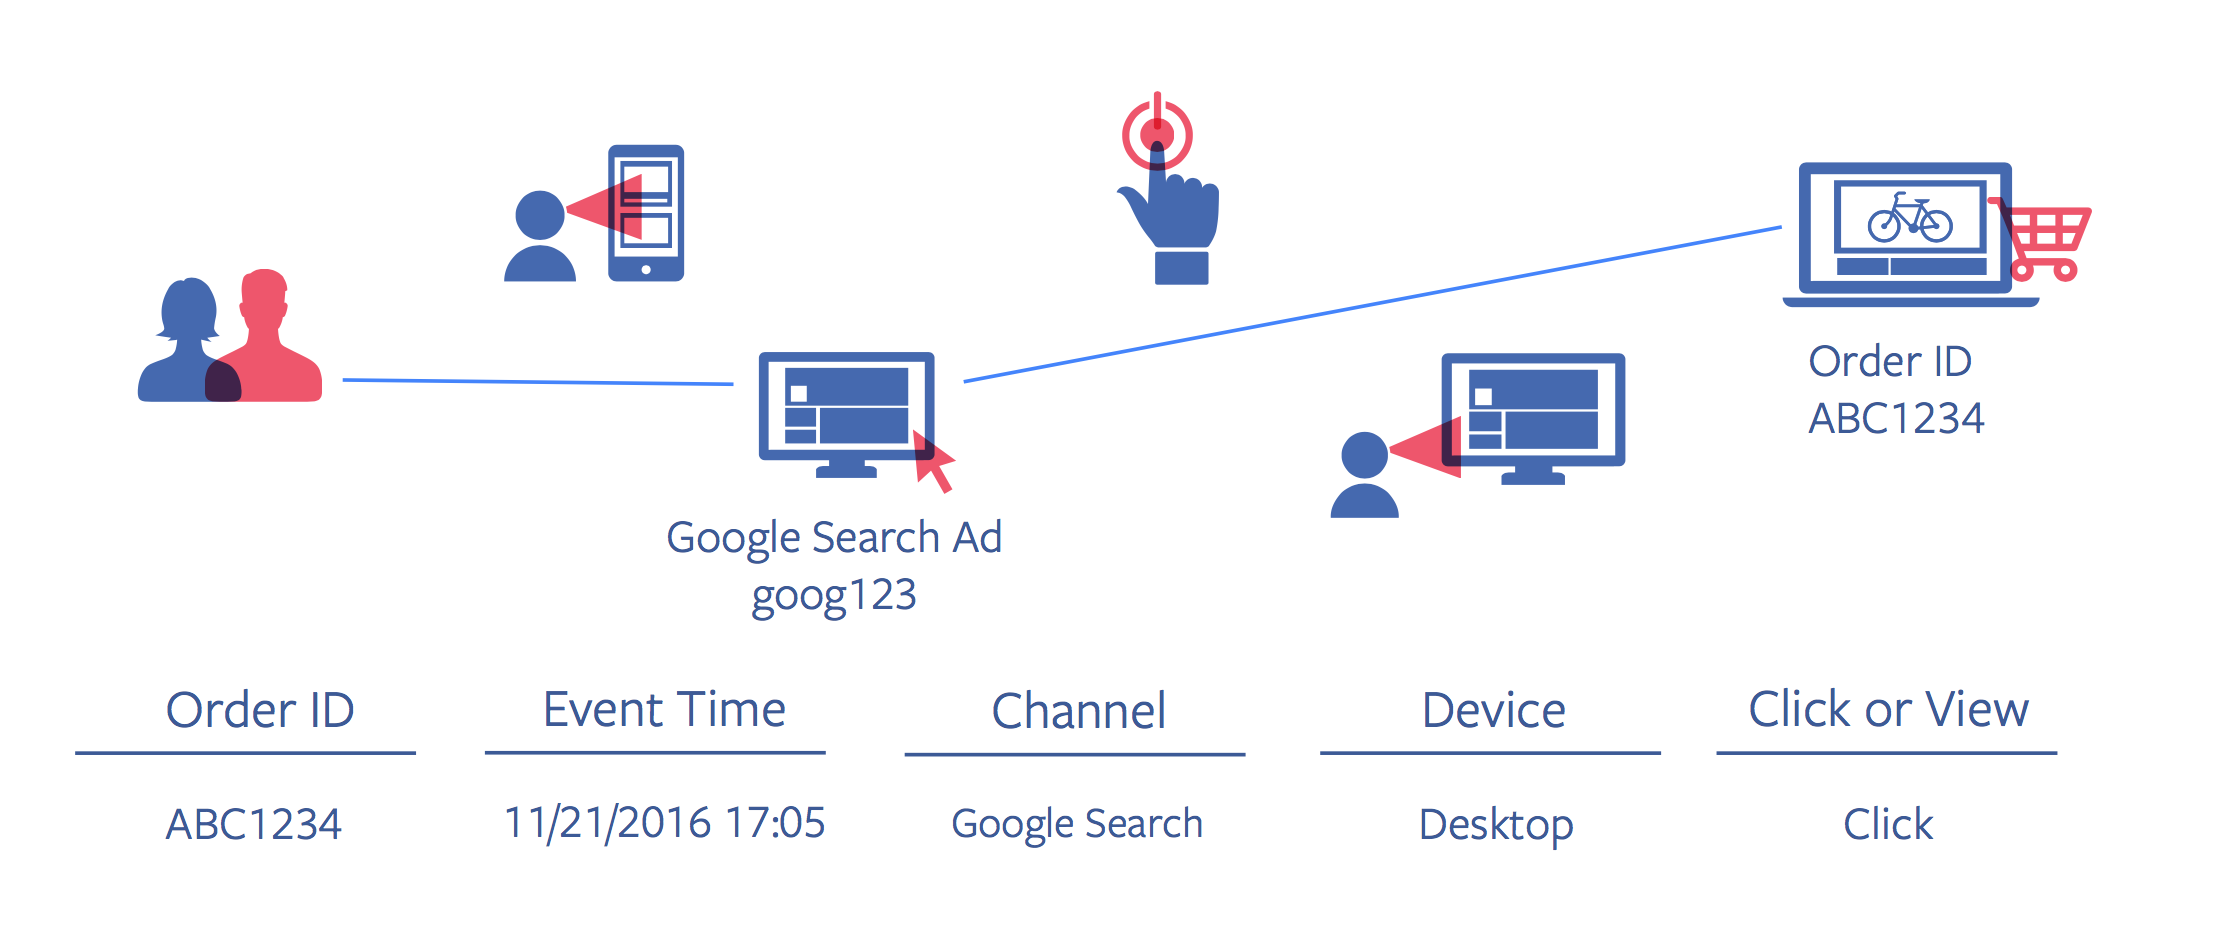 Order ID
ABC1234
Google Search Ad
goog123
Order ID
Event Time
Channel
Device
Click or View
ABC1234
11/21/2016 17:05
Google Search
Desktop
Click